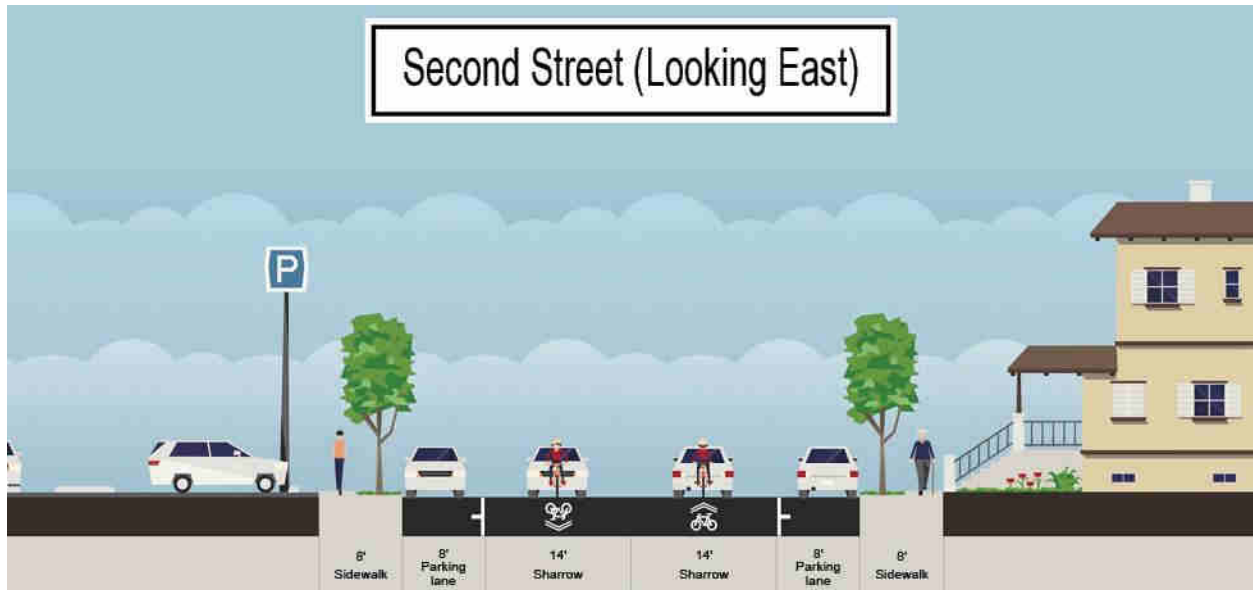 Second Street (Looking East)
P
8'
Sidewalk
8'
Parking
lane
14'
Sharrow
14'
Sharrow
8'
Parking
lane
8'
Sidewalk